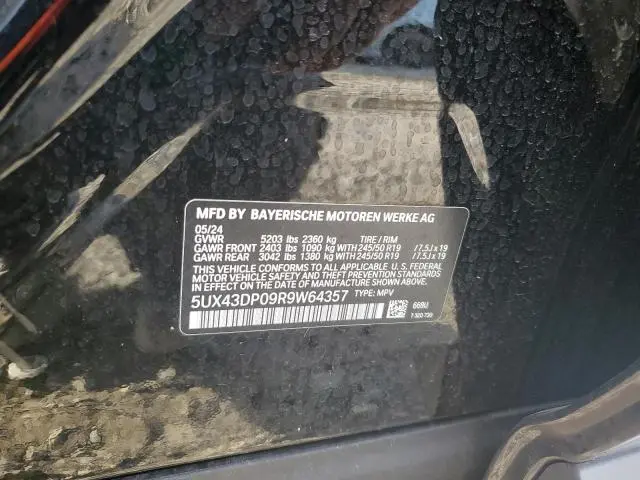 MFD BY BAYERISCHE MOTOREN WERKE AG
05/24
GVWR 5203 lbs 2360 kg TIRE / RIM
GAWR FRONT 2403 lbs 1090 kg WITH 245/50 R19 / 7.5J x 19
GAWR REAR 3042 lbs 1380 kg WITH 245/50 R19 / 7.5J x 19
THIS VEHICLE CONFORMS TO ALL APPLICABLE U. S. FEDERAL
MOTOR VEHICLE SAFETY AND THEFT PREVENTION STANDARDS
IN EFFECT ON THE DATE OF MANUFACTURE SHOWN ABOVE.
5UX43DP09R9W64357 TYPE: MPV
668U